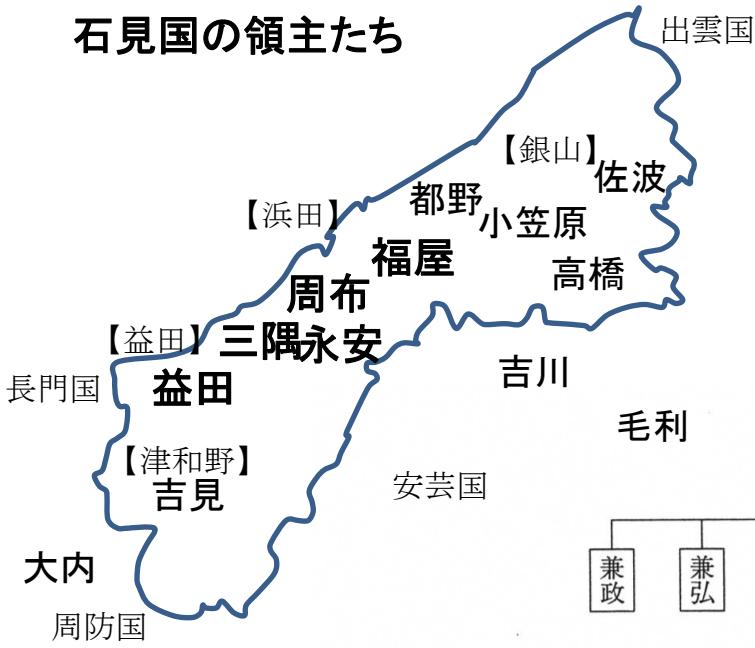 石見国の領主たち
出雲国
【銀山】
佐波
都野
小笠原
【浜田】
福屋
高橋
周布
【益田】
三隅
永安
吉川
長門国
益田
毛利
【津和野】
吉見
安芸国
大内
周防国
兼政
兼弘